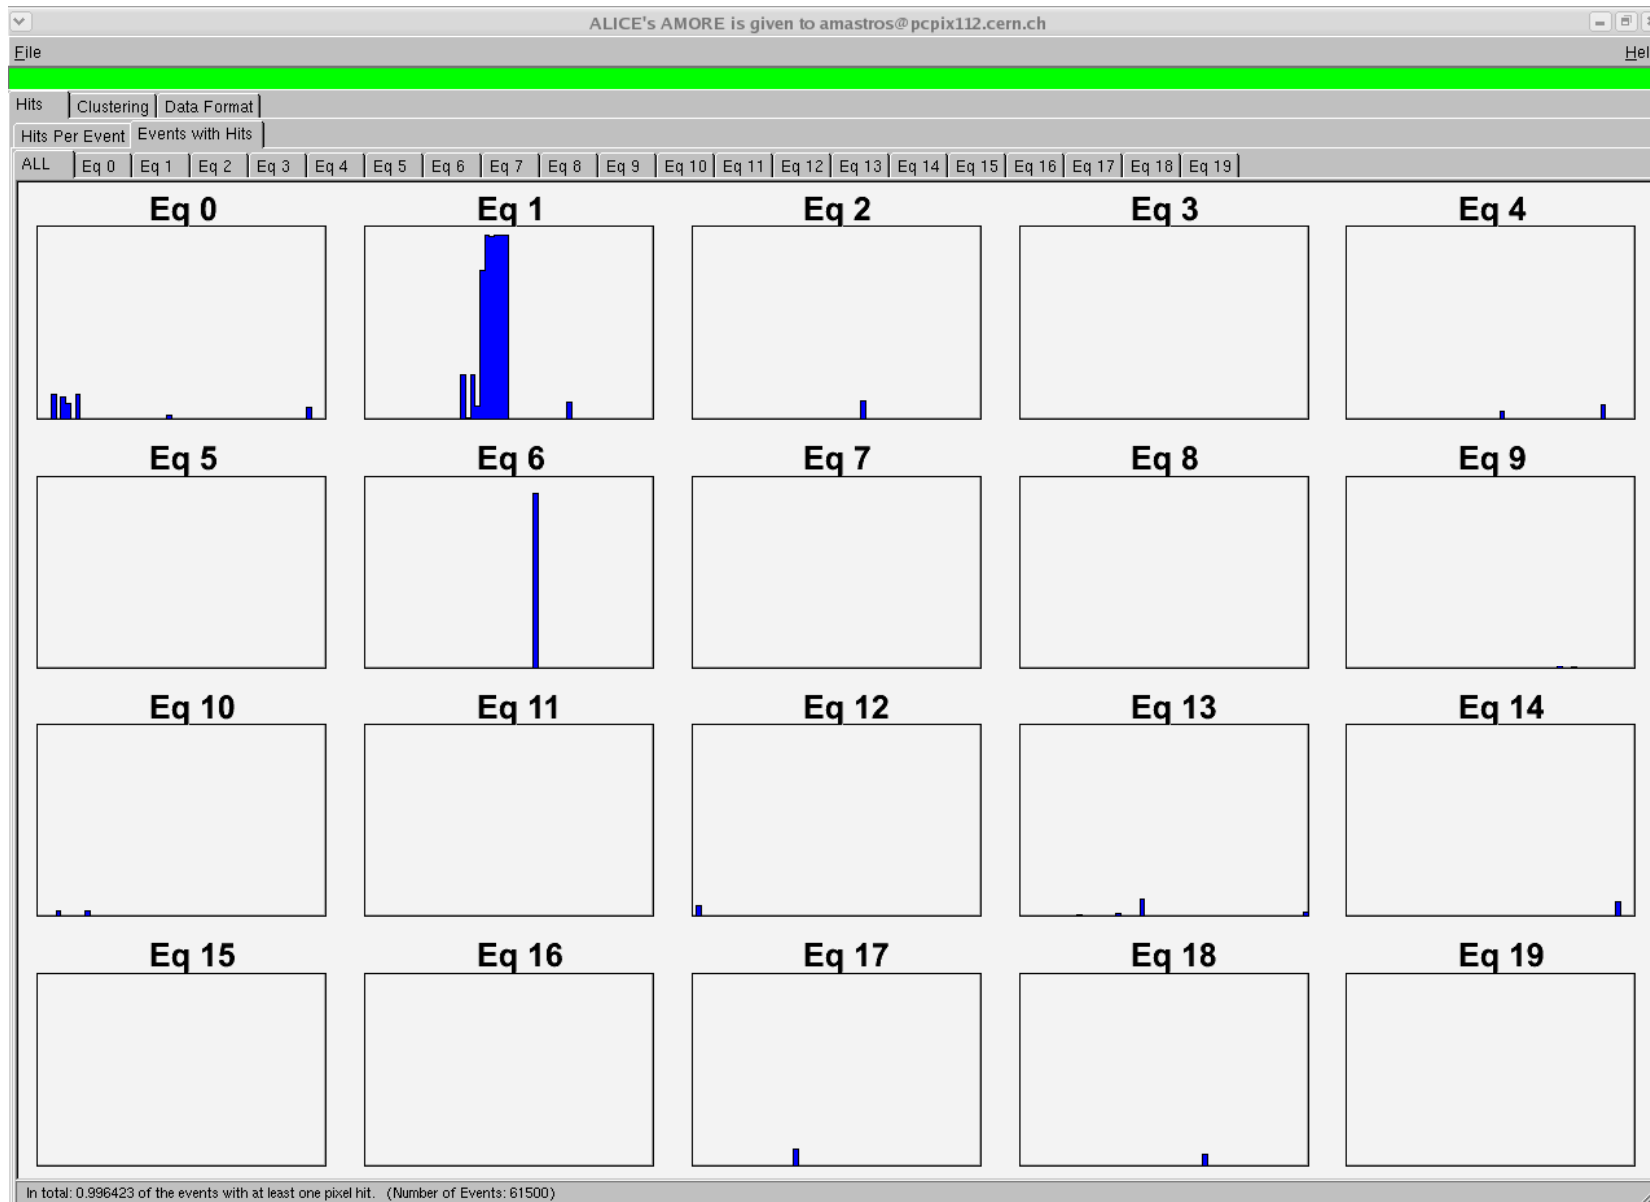 ALICE's AMORE is given to amastros@pcpix112.cern.ch
File Hel
Hits Clustering Data Format
Hits Per Event Events with Hits
ALL Eq 0 Eq 1 Eq 2 Eq 3 Eq 4 Eq 5 Eq 6 Eq 7 Eq 8 Eq 9 Eq 10 Eq 11 Eq 12 Eq 13 Eq 14 Eq 15 Eq 16 Eq 17 Eq 18 Eq 19
Eq 0 Eq 1 Eq 2 Eq 3 Eq 4
Eq 5 Eq 6 Eq 7 Eq 8 Eq 9
Eq 10 Eq 11 Eq 12 Eq 13 Eq 14
Eq 15 Eq 16 Eq 17 Eq 18 Eq 19
In total: 0.996423 of the events with at least one pixel hit. (Number of Events: 61500)